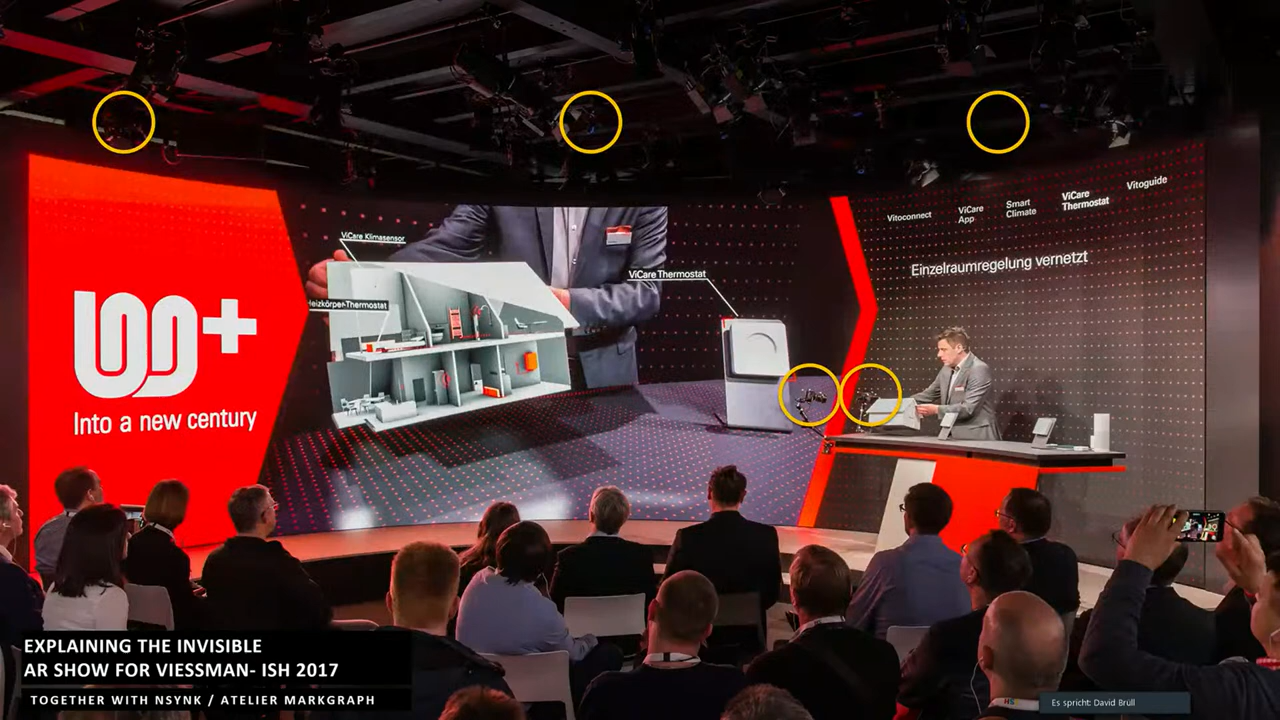 Vitoconnect
ViCare
App
Smart
Climate
ViCare
Thermostat
Vitoguide
ViCare Klimasensor
Einzelraumregelung vernetzt
ViCare Thermostat
Heizkörper-Thermostat
100+
Into a new century
EXPLAINING THE INVISIBLE
AR SHOW FOR VIESSMAN- ISH 2017
TOGETHER WITH NSYNK / ATELIER MARKGRAPH
Es spricht: David Brüll